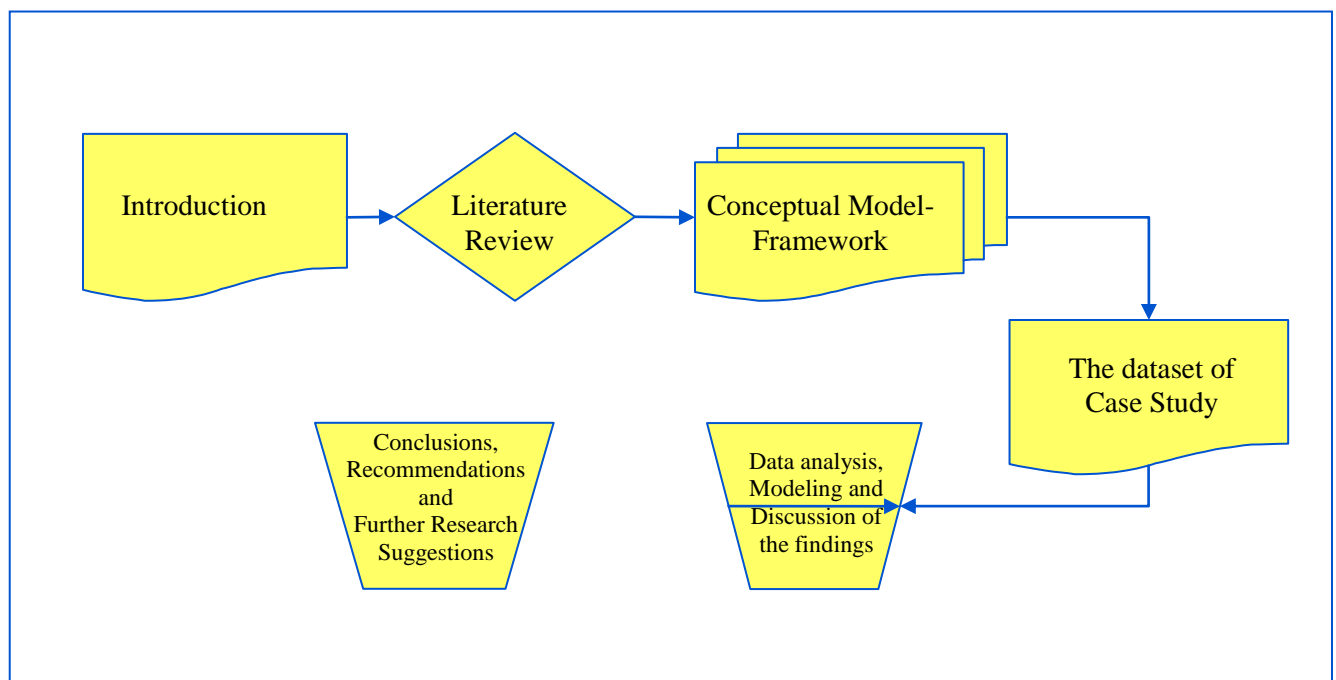 Introduction
Literature
Review
Conceptual Model-
Framework
The dataset of
Case Study
Data analysis,
Modeling and
Discussion of
the findings
Conclusions,
Recommendations
and
Further Research
Suggestions